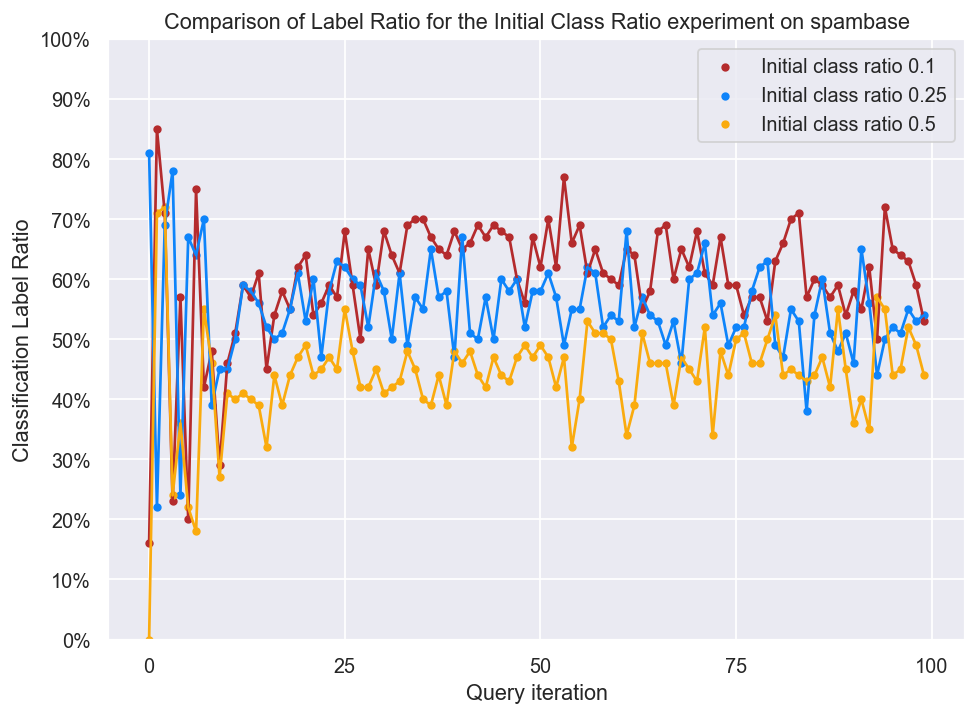 Comparison of Label Ratio for the Initial Class Ratio experiment on spambase
100%
90%
80%
70%
60%
50%
40%
30%
20%
10%
0%
Classification Label Ratio
Initial class ratio 0.1
Initial class ratio 0.25
Initial class ratio 0.5
0 25 50 75 100
Query iteration